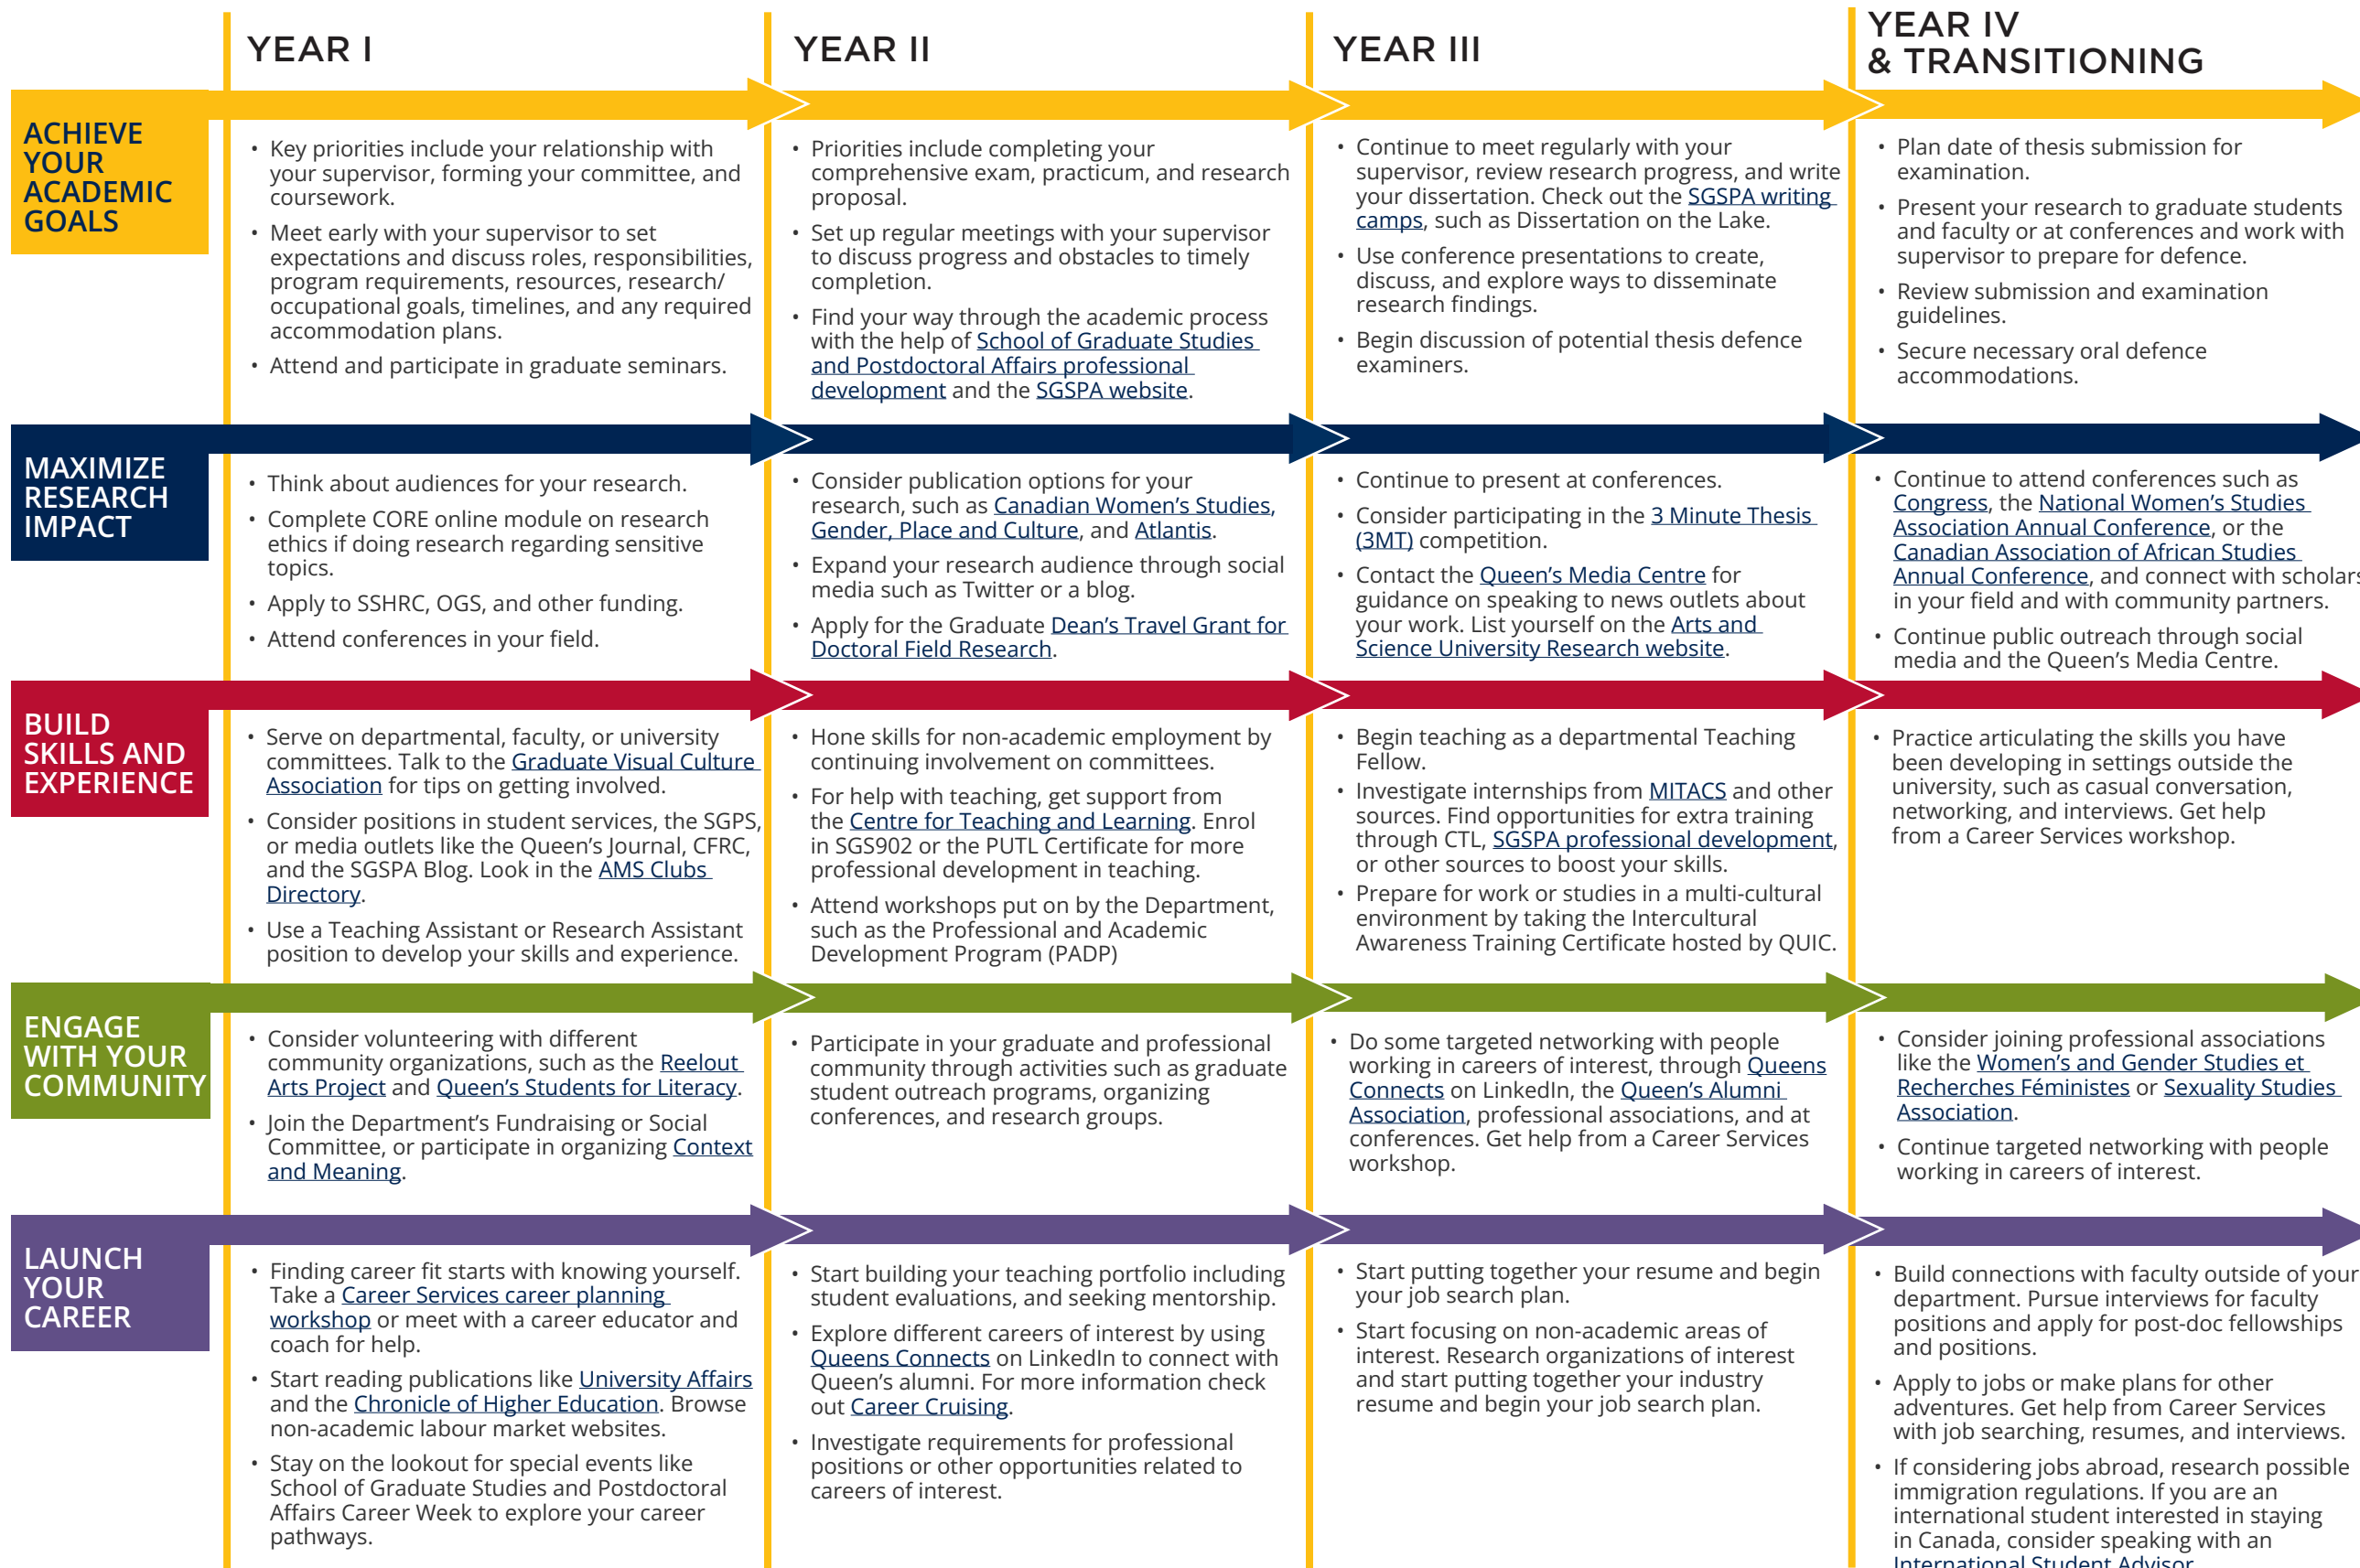 YEAR I
YEAR II
YEAR III
YEAR IV
& TRANSITIONING
ACHIEVE
YOUR
ACADEMIC
GOALS
• Key priorities include your relationship with
your supervisor, forming your committee, and
coursework.
• Meet early with your supervisor to set
expectations and discuss roles, responsibilities,
program requirements, resources, research/
occupational goals, timelines, and any required
accommodation plans.
• Attend and participate in graduate seminars.
• Priorities include completing your
comprehensive exam, practicum, and research
proposal.
• Set up regular meetings with your supervisor
to discuss progress and obstacles to timely
completion.
• Find your way through the academic process
with the help of School of Graduate Studies
and Postdoctoral Affairs professional
development and the SGSPA website.
• Continue to meet regularly with your
supervisor, review research progress, and write
your dissertation. Check out the SGSPA writing
camps, such as Dissertation on the Lake.
• Use conference presentations to create,
discuss, and explore ways to disseminate
research findings.
• Begin discussion of potential thesis defence
examiners.
• Plan date of thesis submission for
examination.
• Present your research to graduate students
and faculty or at conferences and work with
supervisor to prepare for defence.
• Review submission and examination
guidelines.
• Secure necessary oral defence
accommodations.
MAXIMIZE
RESEARCH
IMPACT
• Think about audiences for your research.
• Complete CORE online module on research
ethics if doing research regarding sensitive
topics.
• Apply to SSHRC, OGS, and other funding.
• Attend conferences in your field.
• Consider publication options for your
research, such as Canadian Women's Studies,
Gender, Place and Culture, and Atlantis.
• Expand your research audience through social
media such as Twitter or a blog.
• Apply for the Graduate Dean's Travel Grant for
Doctoral Field Research.
• Continue to present at conferences.
• Consider participating in the 3 Minute Thesis
(3MT) competition.
• Contact the Queen's Media Centre for
guidance on speaking to news outlets about
your work. List yourself on the Arts and
Science University Research website.
• Continue to attend conferences such as
Congress, the National Women's Studies
Association Annual Conference, or the
Canadian Association of African Studies
Annual Conference, and connect with scholars
in your field and with community partners.
• Continue public outreach through social
media and the Queen's Media Centre.
BUILD
SKILLS AND
EXPERIENCE
• Serve on departmental, faculty, or university
committees. Talk to the Graduate Visual Culture
Association for tips on getting involved.
• Consider positions in student services, the SGPS,
or media outlets like the Queen's Journal, CFRC,
and the SGSPA Blog. Look in the AMS Clubs
Directory.
• Use a Teaching Assistant or Research Assistant
position to develop your skills and experience.
• Hone skills for non-academic employment by
continuing involvement on committees.
• For help with teaching, get support from
the Centre for Teaching and Learning. Enrol
in SGS902 or the PUTL Certificate for more
professional development in teaching.
• Attend workshops put on by the Department,
such as the Professional and Academic
Development Program (PADP)
• Begin teaching as a departmental Teaching
Fellow.
• Investigate internships from MITACS and other
sources. Find opportunities for extra training
through CTL, SGSPA professional development,
or other sources to boost your skills.
• Prepare for work or studies in a multi-cultural
environment by taking the Intercultural
Awareness Training Certificate hosted by QUIC.
• Practice articulating the skills you have
been developing in settings outside the
university, such as casual conversation,
networking, and interviews. Get help
from a Career Services workshop.
ENGAGE
WITH YOUR
COMMUNITY
• Consider volunteering with different
community organizations, such as the Reelout
Arts Project and Queen's Students for Literacy.
• Join the Department's Fundraising or Social
Committee, or participate in organizing Context
and Meaning.
• Participate in your graduate and professional
community through activities such as graduate
student outreach programs, organizing
conferences, and research groups.
• Do some targeted networking with people
working in careers of interest, through Queens
Connects on LinkedIn, the Queen's Alumni
Association, professional associations, and at
conferences. Get help from a Career Services
workshop.
• Consider joining professional associations
like the Women's and Gender Studies et
Recherches Féministes or Sexuality Studies
Association.
• Continue targeted networking with people
working in careers of interest.
LAUNCH
YOUR
CAREER
• Finding career fit starts with knowing yourself.
Take a Career Services career planning
workshop or meet with a career educator and
coach for help.
• Start reading publications like University Affairs
and the Chronicle of Higher Education. Browse
non-academic labour market websites.
• Stay on the lookout for special events like
School of Graduate Studies and Postdoctoral
Affairs Career Week to explore your career
pathways.
• Start building your teaching portfolio including
student evaluations, and seeking mentorship.
• Explore different careers of interest by using
Queens Connects on LinkedIn to connect with
Queen's alumni. For more information check
out Career Cruising.
• Investigate requirements for professional
positions or other opportunities related to
careers of interest.
• Start putting together your resume and begin
your job search plan.
• Start focusing on non-academic areas of
interest. Research organizations of interest
and start putting together your industry
resume and begin your job search plan.
• Build connections with faculty outside of your
department. Pursue interviews for faculty
positions and apply for post-doc fellowships
and positions.
• Apply to jobs or make plans for other
adventures. Get help from Career Services
with job searching, resumes, and interviews.
• If considering jobs abroad, research possible
immigration regulations. If you are an
international student interested in staying
in Canada, consider speaking with an
International Student Advisor